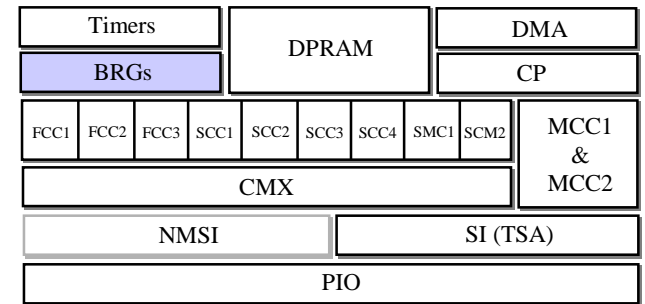 Timers
DPRAM
DMA
BRGs
CP
FCC1 FCC2 FCC3 SCC1 SCC2 SCC3 SCC4 SMC1 SCM2
MCC1
&
MCC2
CMX
NMSI
SI (TSA)
PIO